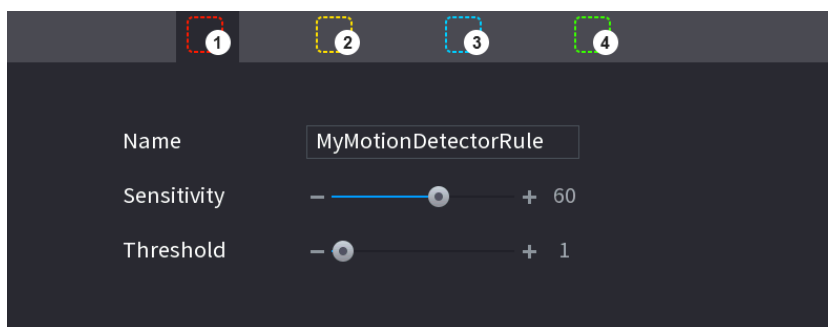 1 2 3 4
Name MyMotionDetectorRule
Sensitivity − + 60
Threshold − + 1